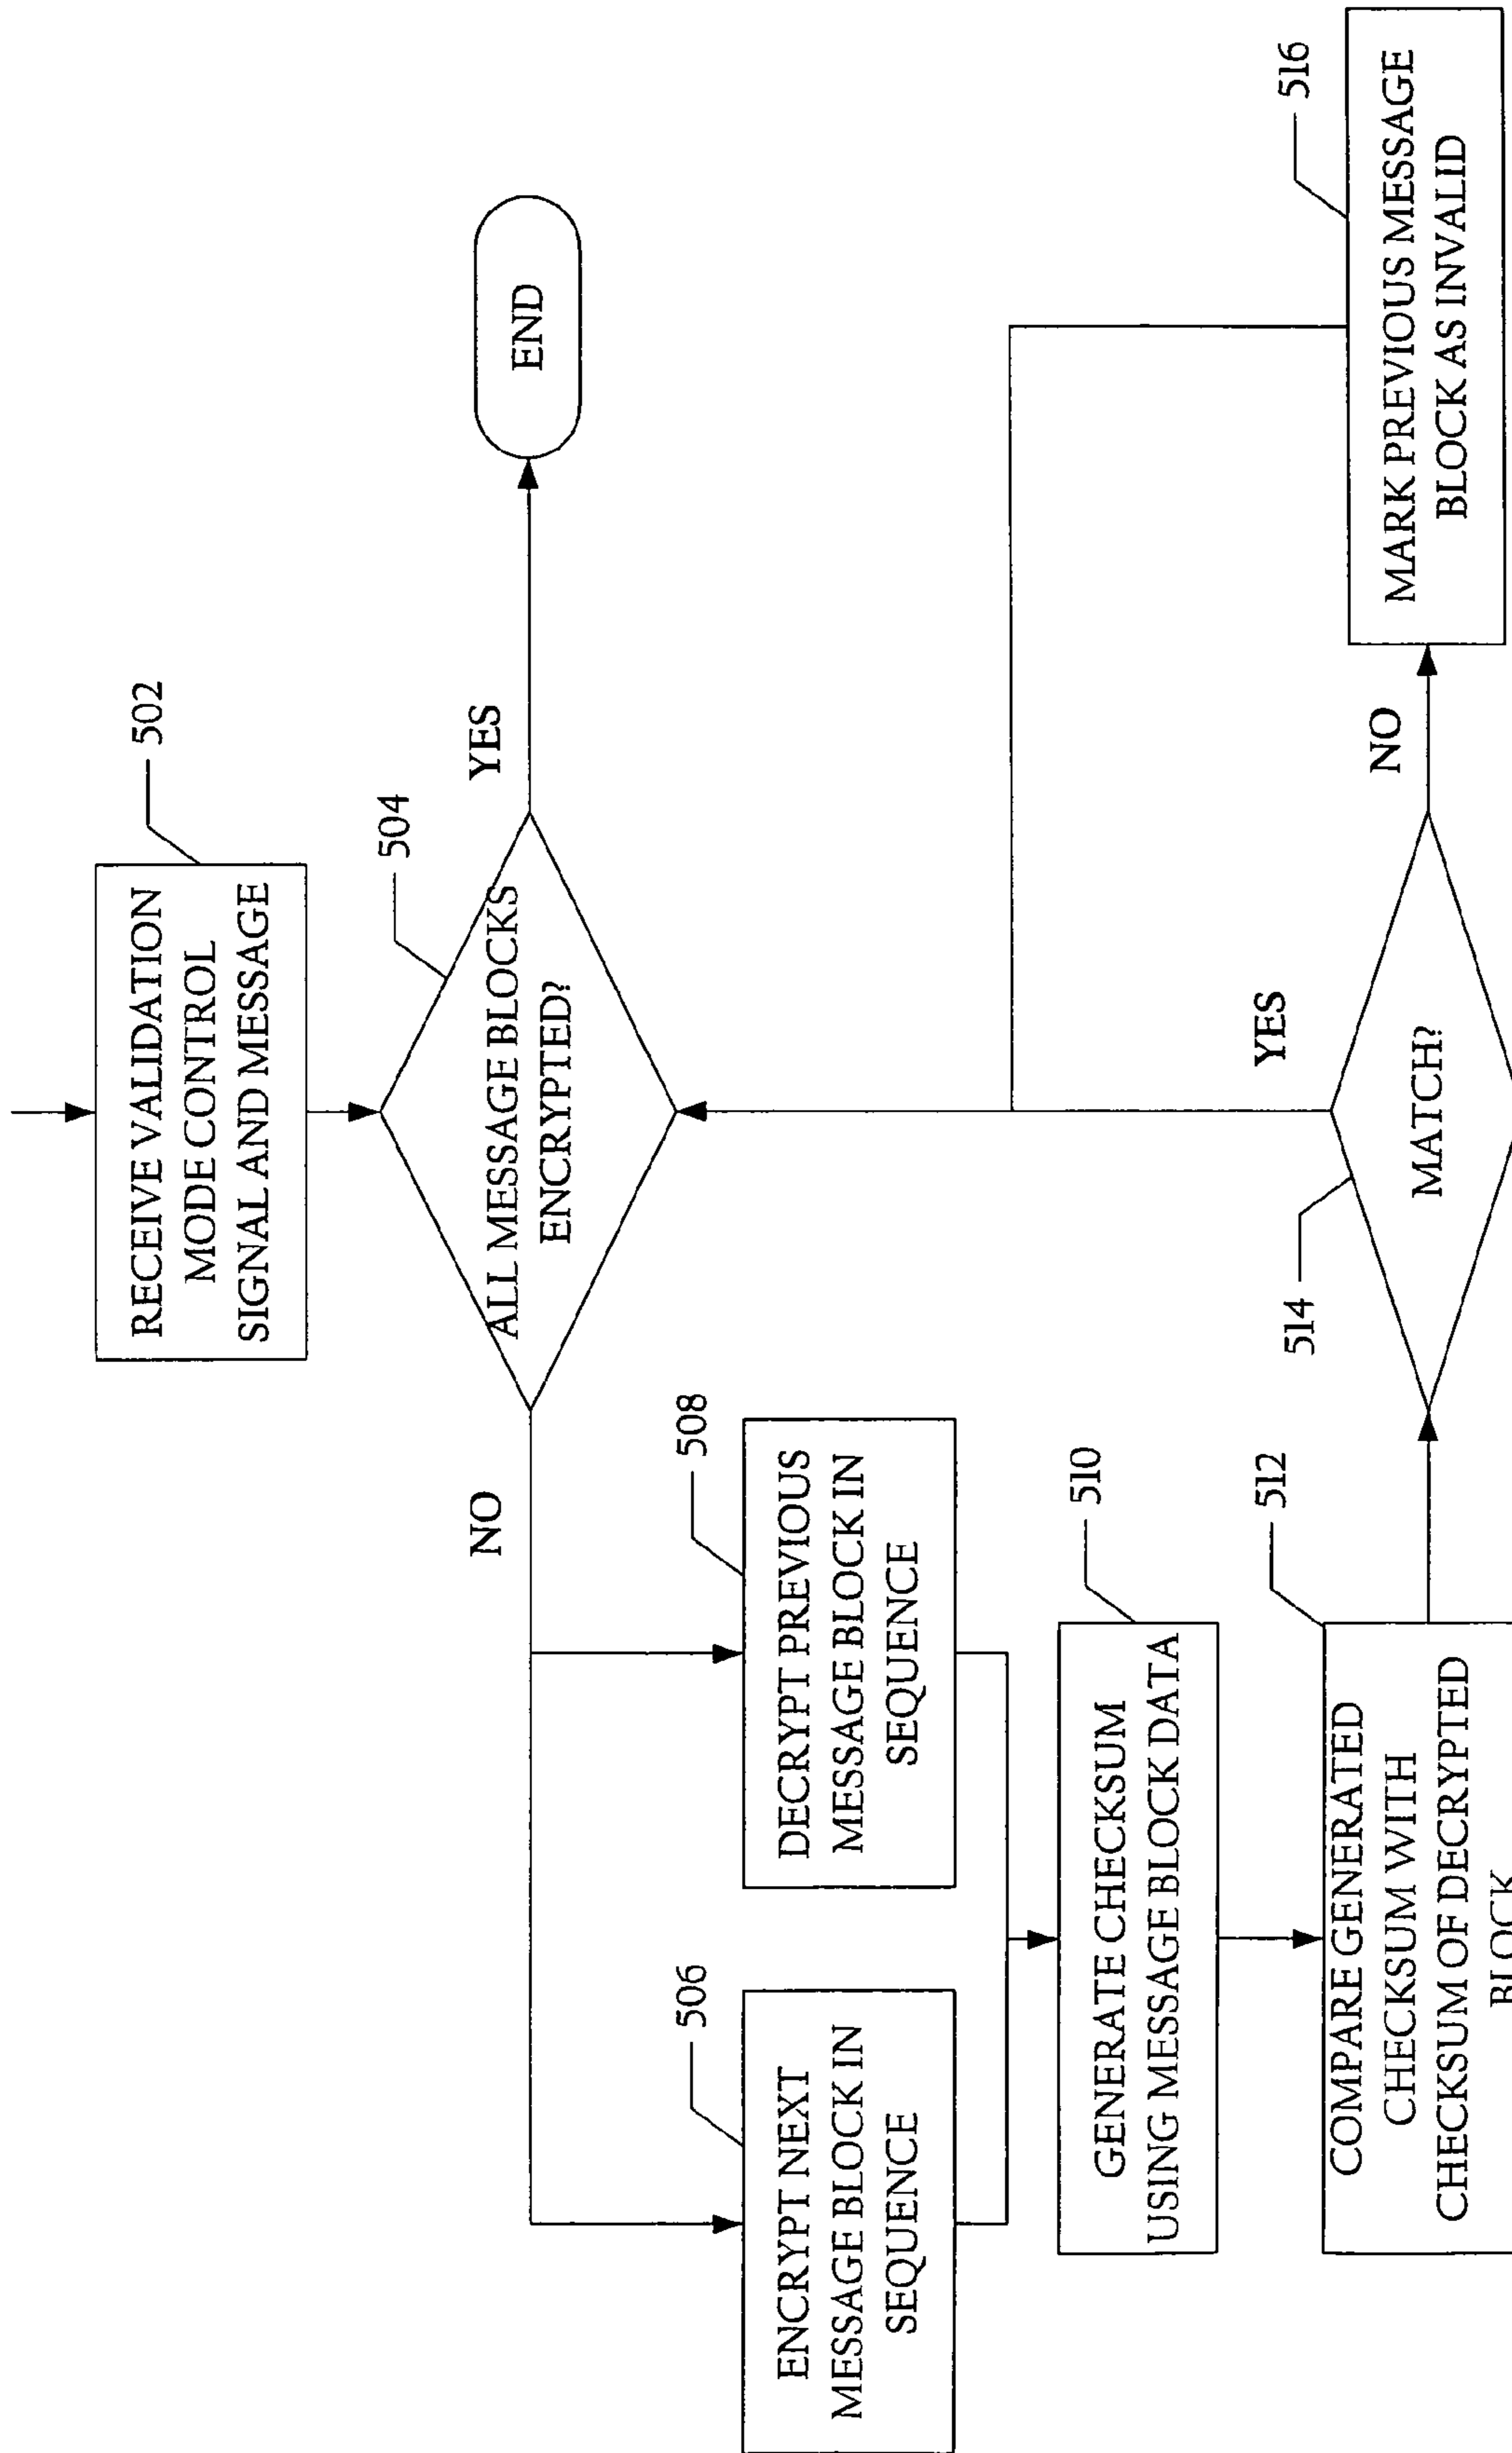 RECEIVE VALIDATION
MODE CONTROL
SIGNAL AND MESSAGE
502
ALL MESSAGE BLOCKS
ENCRYPTED?
504
YES
END
NO
ENCRYPT NEXT
MESSAGE BLOCK IN
SEQUENCE
506
DECRYPT PREVIOUS
MESSAGE BLOCK IN
SEQUENCE
508
GENERATE CHECKSUM
USING MESSAGE BLOCK DATA
510
COMPARE GENERATED
CHECKSUM WITH
CHECKSUM OF DECRYPTED
BLOCK
512
MATCH?
514
YES
NO
MARK PREVIOUS MESSAGE
BLOCK AS INVALID
516